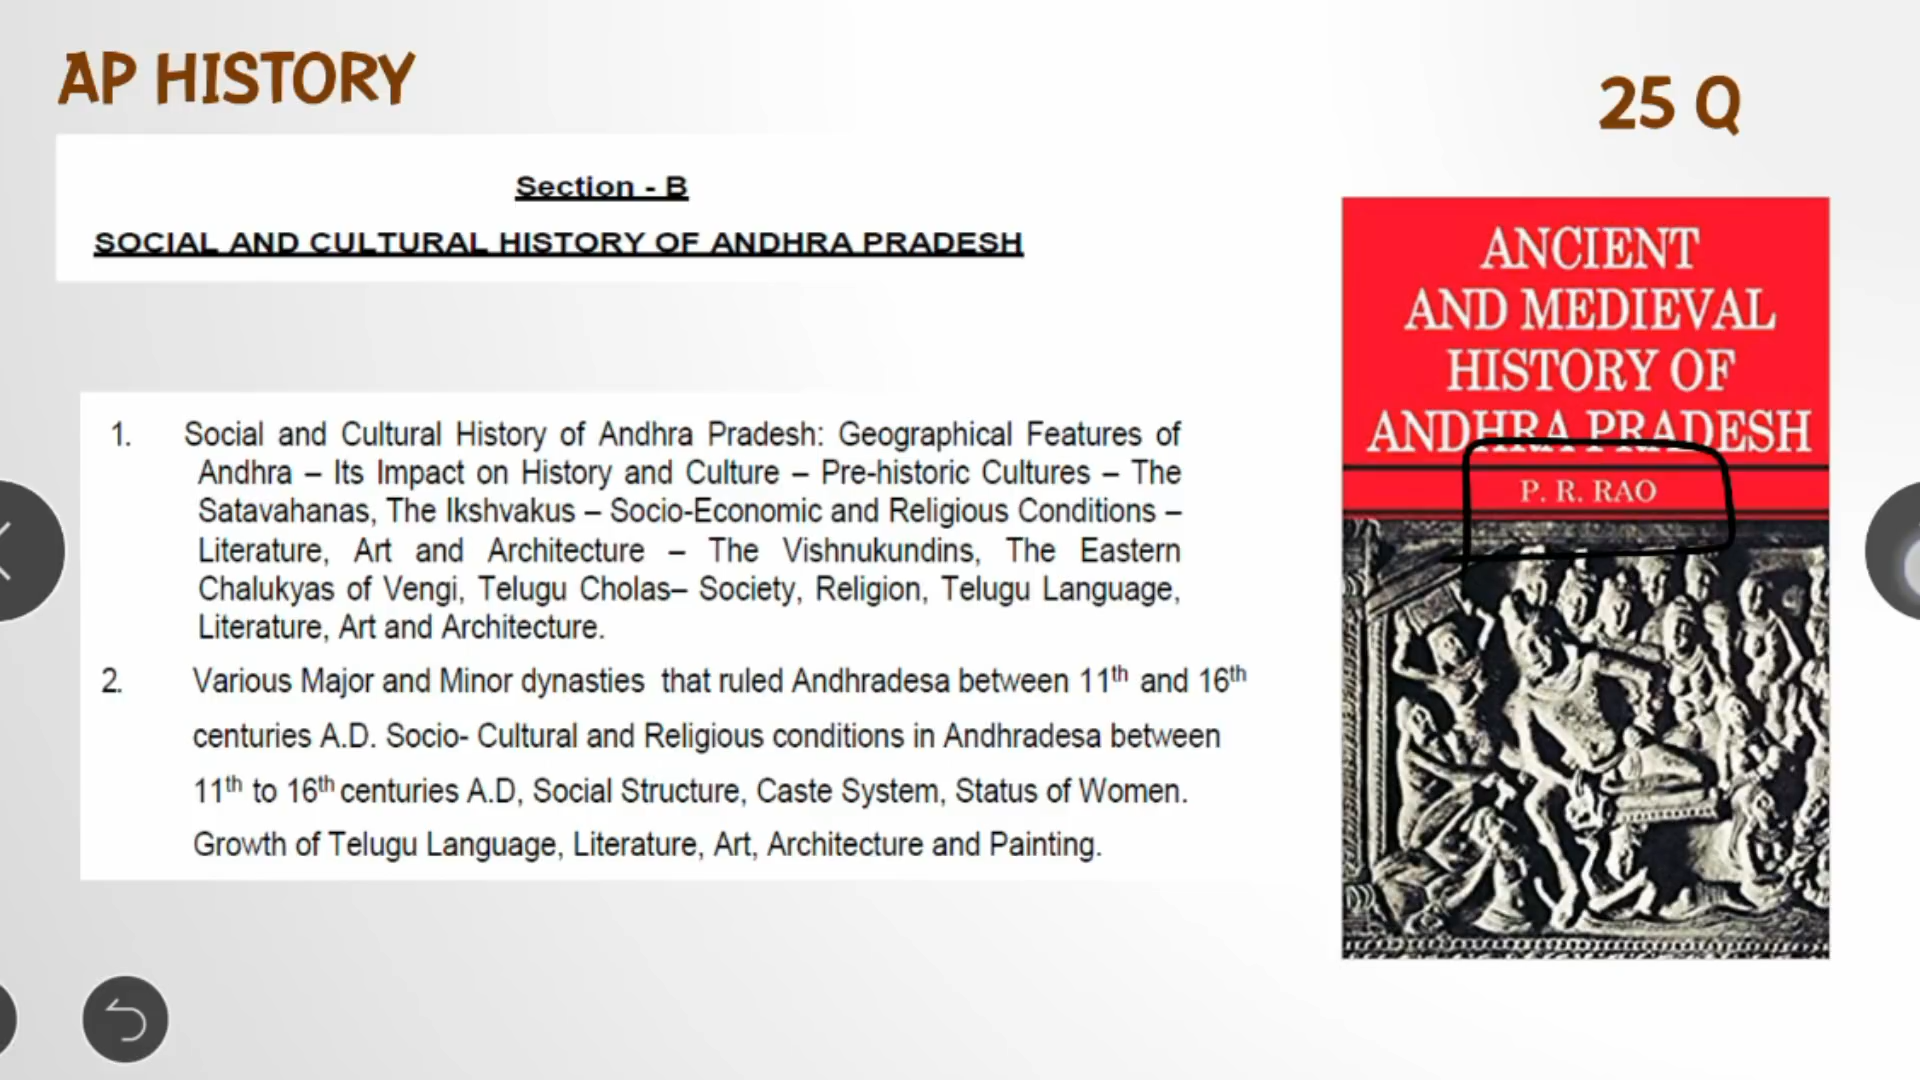 AP HISTORY
25 Q
Section - B
SOCIAL AND CULTURAL HISTORY OF ANDHRA PRADESH
1. Social and Cultural History of Andhra Pradesh: Geographical Features of
Andhra – Its Impact on History and Culture – Pre-historic Cultures – The
Satavahanas, The Ikshvakus – Socio-Economic and Religious Conditions –
Literature, Art and Architecture – The Vishnukundins, The Eastern
Chalukyas of Vengi, Telugu Cholas– Society, Religion, Telugu Language,
Literature, Art and Architecture.
2. Various Major and Minor dynasties that ruled Andhradesa between 11th and 16th
centuries A.D. Socio- Cultural and Religious conditions in Andhradesa between
11th to 16th centuries A.D, Social Structure, Caste System, Status of Women.
Growth of Telugu Language, Literature, Art, Architecture and Painting.
ANCIENT
AND MEDIEVAL
HISTORY OF
ANDHRA PRADESH
P. R. RAO